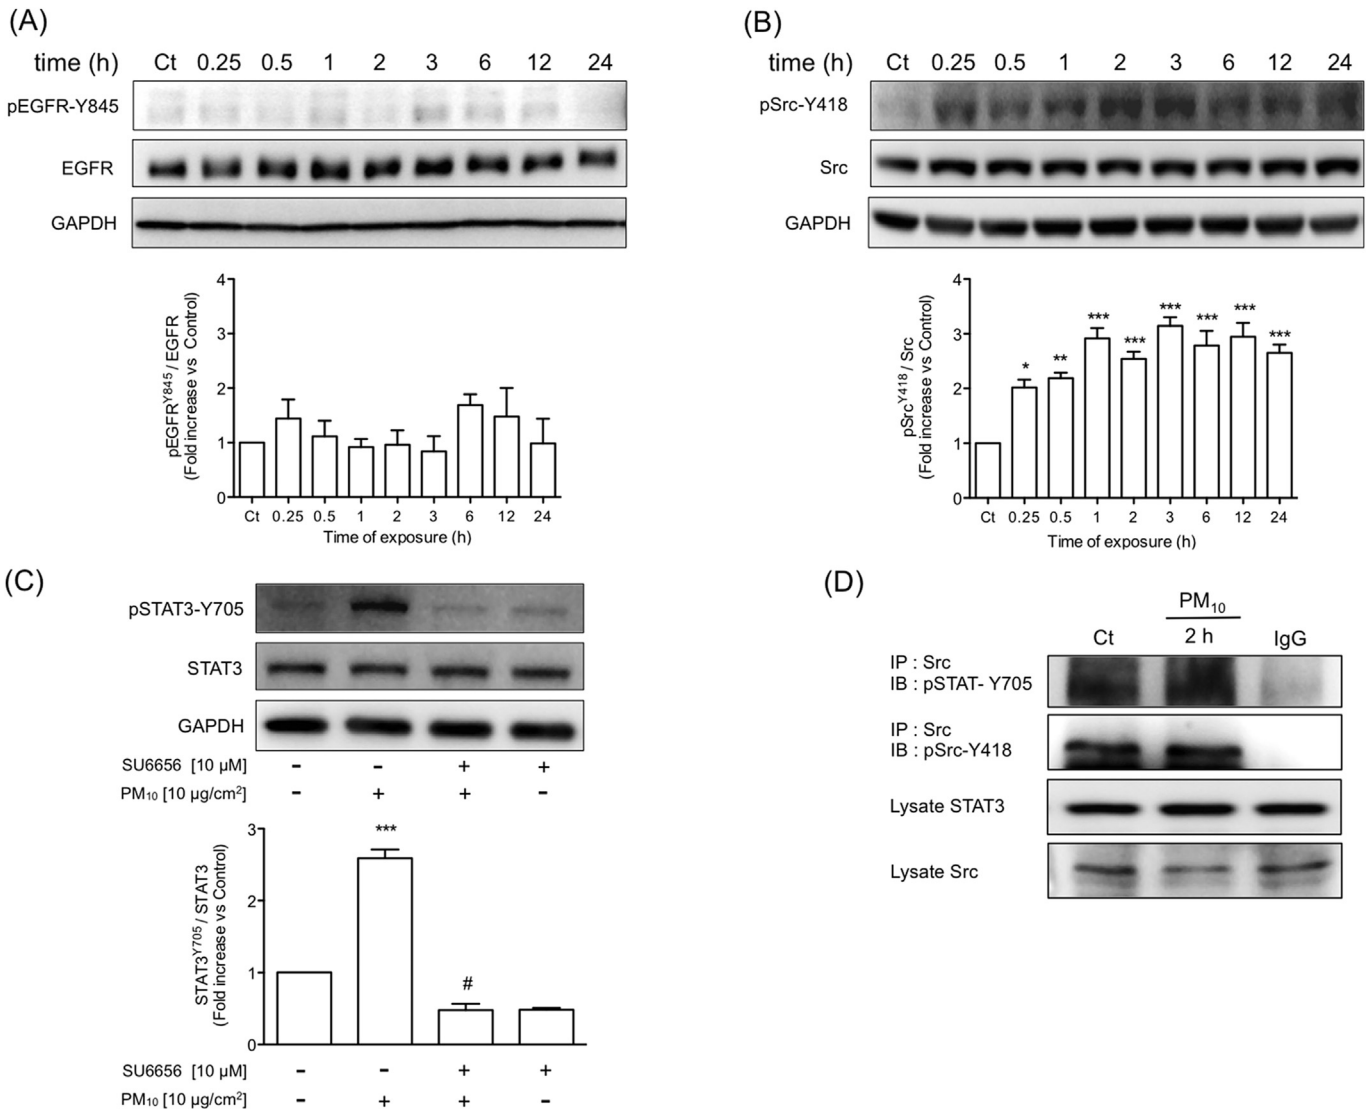 (A)
time (h) Ct 0.25 0.5 1 2 3 6 12 24
pEGFR-Y845
EGFR
GAPDH
pEGFRY845 / EGFR
(Fold increase vs Control)
4
3
2
1
0
Ct 0.25 0.5 1 2 3 6 12 24
Time of exposure (h)
(B)
time (h) Ct 0.25 0.5 1 2 3 6 12 24
pSrc-Y418
Src
GAPDH
pSrcY418 / Src
(Fold increase vs Control)
4
3
2
1
0
* ** *** *** *** *** *** ***
Ct 0.25 0.5 1 2 3 6 12 24
Time of exposure (h)
(C)
pSTAT3-Y705
STAT3
GAPDH
SU6656 [10 μM] - - + +
PM10 [10 μg/cm2] - + + -
STAT3Y705 / STAT3
(Fold increase vs Control)
3
2
1
0
***
#
SU6656 [10 μM] - - + +
PM10 [10 μg/cm2] - + + -
(D)
PM10
Ct 2 h IgG
IP : Src
IB : pSTAT- Y705
IP : Src
IB : pSrc-Y418
Lysate STAT3
Lysate Src